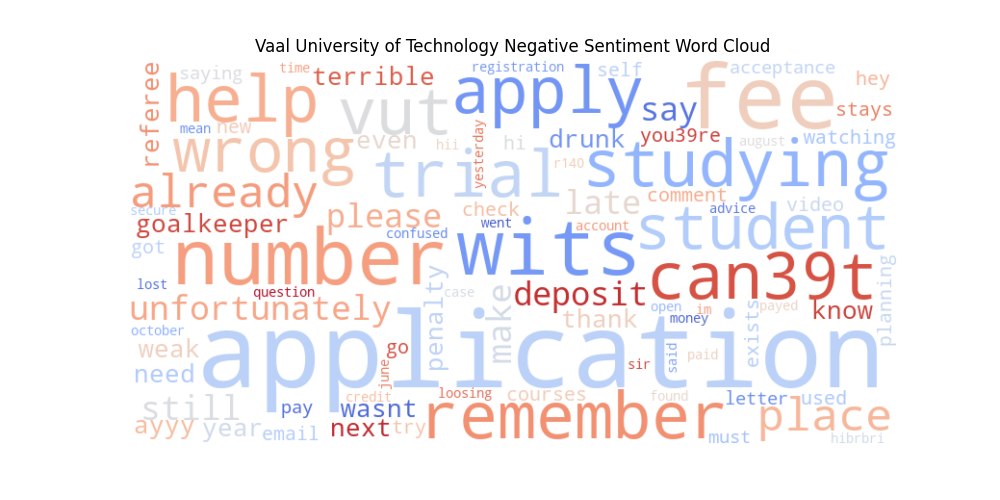 Vaal University of Technology Negative Sentiment Word Cloud
referee saying time terrible registration self acceptance hey
help vut apply say fee stays
mean new even hii yesterday hi drunk you39re august watching
wrong trial r140 studying
already late comment
secure goalkeeper please check account advice video
got confused went wits student
lost number can39t planning
question deposit
unfortunately penalty case make thank open im payed know
october application money exists
weak go june sir said paid
need credit loosing courses found letter used
still pay wasnt remember place
ayyy year email next try must hibrbri